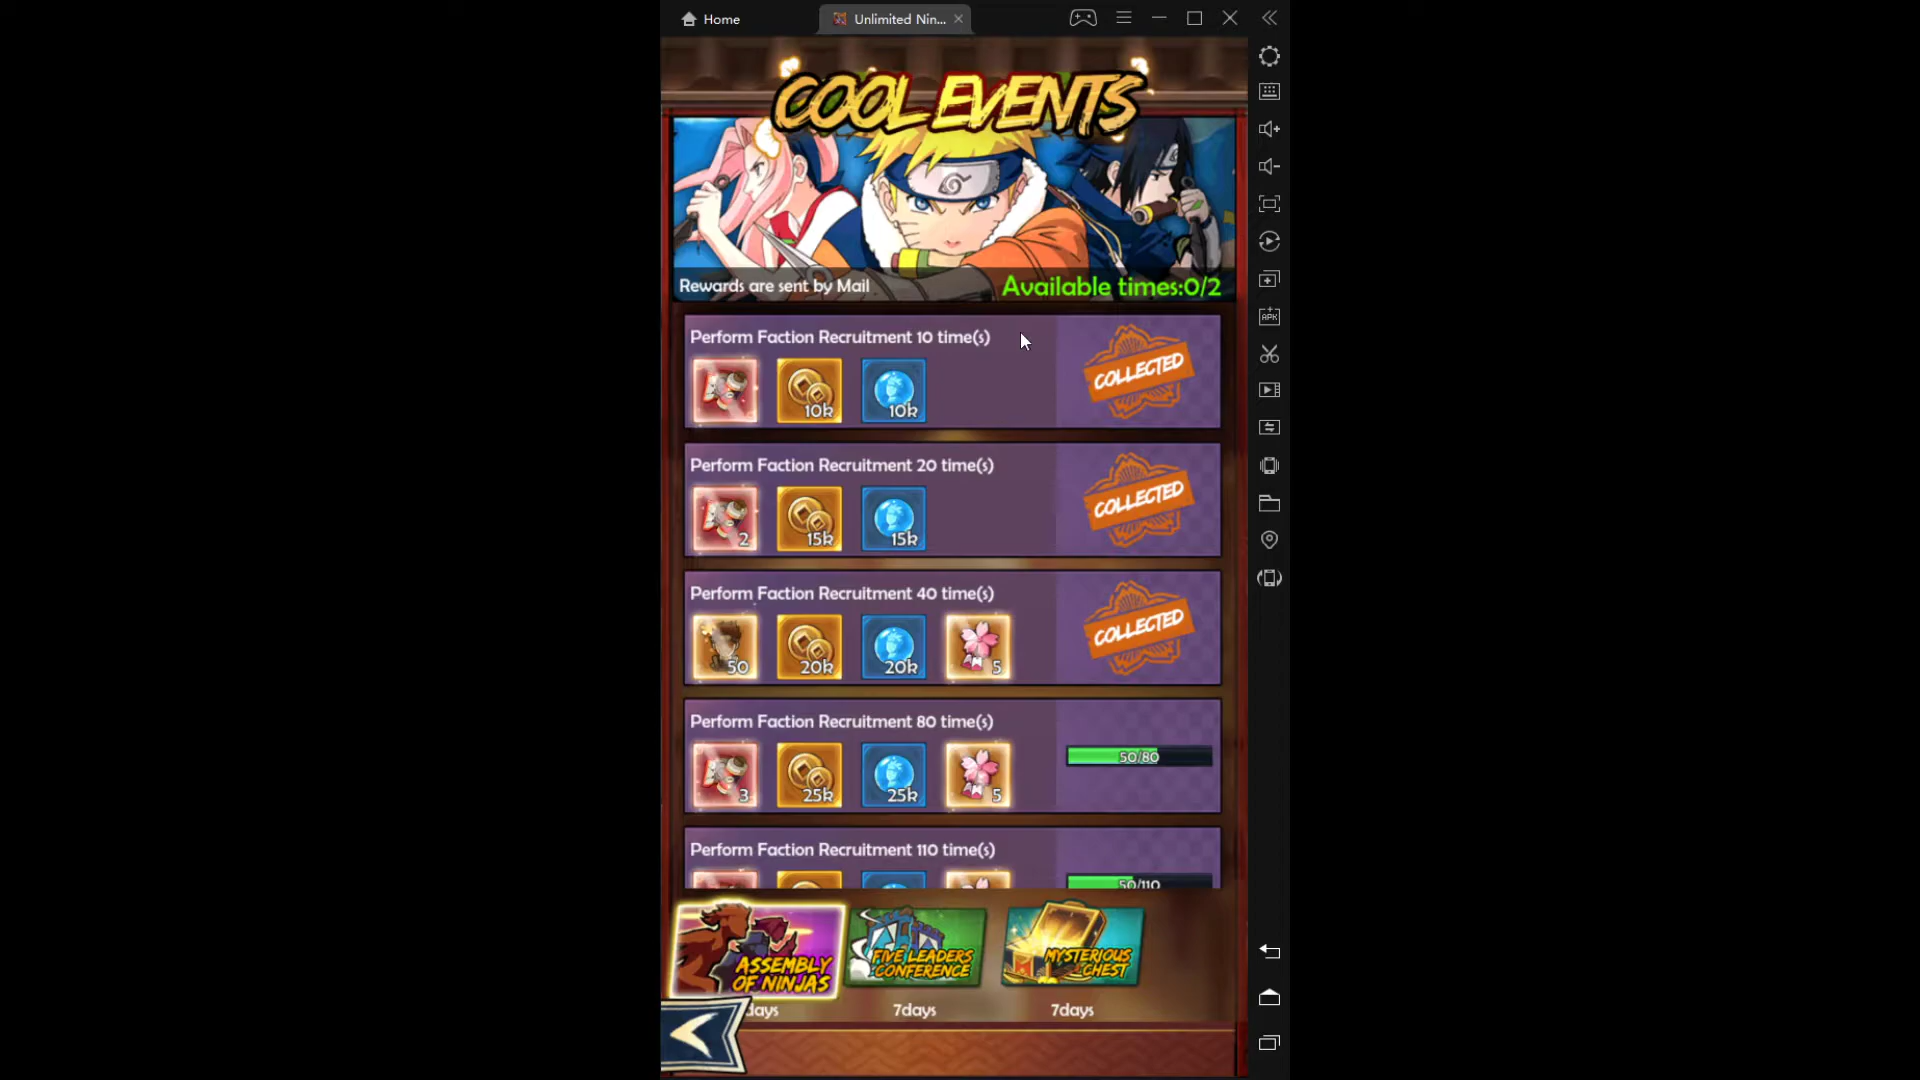 Home
Unlimited Nin...
COOL EVENTS
Rewards are sent by Mail
Available times:0/2
Perform Faction Recruitment 10 time(s)
10k
10k
COLLECTED
Perform Faction Recruitment 20 time(s)
2
15k
15k
COLLECTED
Perform Faction Recruitment 40 time(s)
50
20k
20k
5
COLLECTED
Perform Faction Recruitment 80 time(s)
3
25k
25k
5
50/80
Perform Faction Recruitment 110 time(s)
50/110
ASSEMBLY
OF NINJAS
FIVE LEADERS
CONFERENCE
MYSTERIOUS
CHEST
days
7days
7days
APK